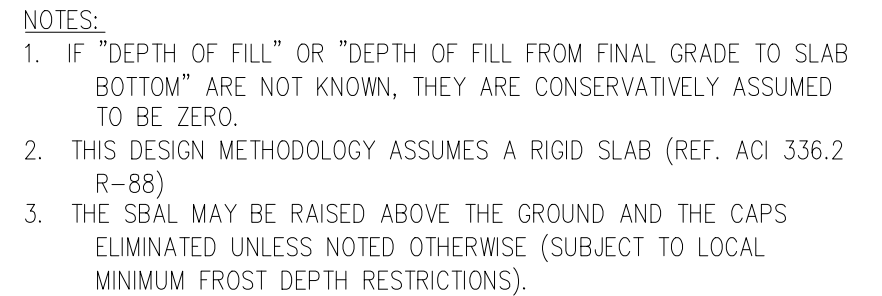 NOTES:
1. IF "DEPTH OF FILL" OR "DEPTH OF FILL FROM FINAL GRADE TO SLAB
BOTTOM" ARE NOT KNOWN, THEY ARE CONSERVATIVELY ASSUMED
TO BE ZERO.
2. THIS DESIGN METHODOLOGY ASSUMES A RIGID SLAB (REF. ACI 336.2
R-88)
3. THE SBAL MAY BE RAISED ABOVE THE GROUND AND THE CAPS
ELIMINATED UNLESS NOTED OTHERWISE (SUBJECT TO LOCAL
MINIMUM FROST DEPTH RESTRICTIONS).